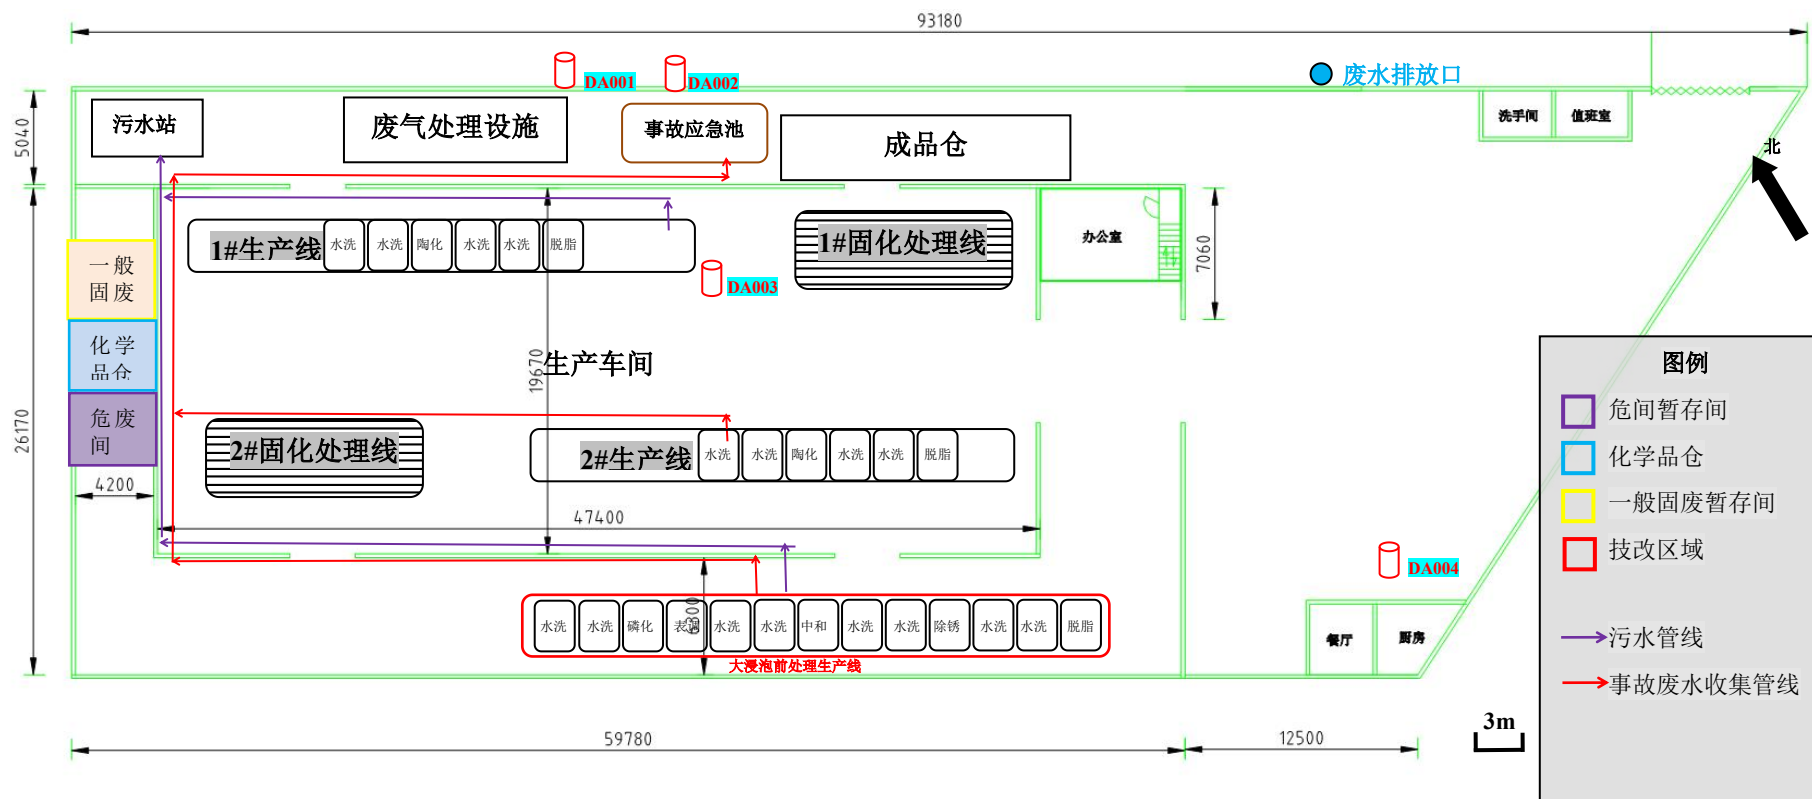 93180
DA001
DA002
废水排放口
5040
污水站
废气处理设施
事故应急池
成品仓
洗手间
值班室
北
1#生产线
水洗
水洗
陶化
水洗
水洗
脱脂
1#固化处理线
办公室
7060
DA003
一般
固废
化学
品仓
危废
间
26170
4200
19670
生产车间
2#固化处理线
2#生产线
水洗
水洗
陶化
水洗
水洗
脱脂
47400
6300
水洗
水洗
磷化
表调
水洗
水洗
中和
水洗
水洗
除锈
水洗
水洗
脱脂
大浸泡前处理生产线
DA004
餐厅
厨房
图例
危间暂存间
化学品仓
一般固废暂存间
技改区域
污水管线
事故废水收集管线
3m
59780
12500